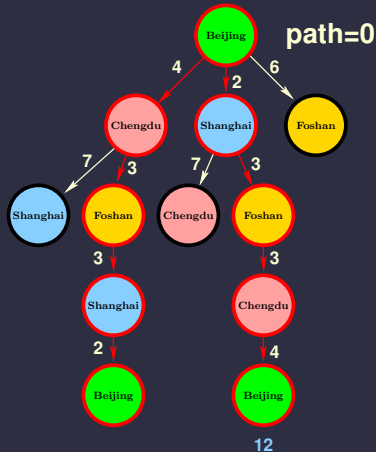 Beijing path=0
4 2 6
Chengdu Shanghai Foshan
7 3 7 3
Shanghai Foshan Chengdu Foshan
3 3
Shanghai Chengdu
2 4
Beijing Beijing
12